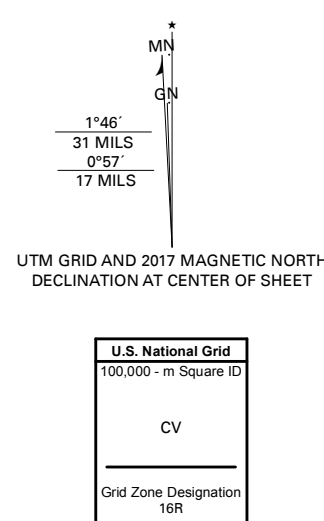 MN
GN
1°46´
31 MILS
0°57´
17 MILS
UTM GRID AND 2017 MAGNETIC NORTH
DECLINATION AT CENTER OF SHEET
U.S. National Grid
100,000 - m Square ID
CV
Grid Zone Designation
16R